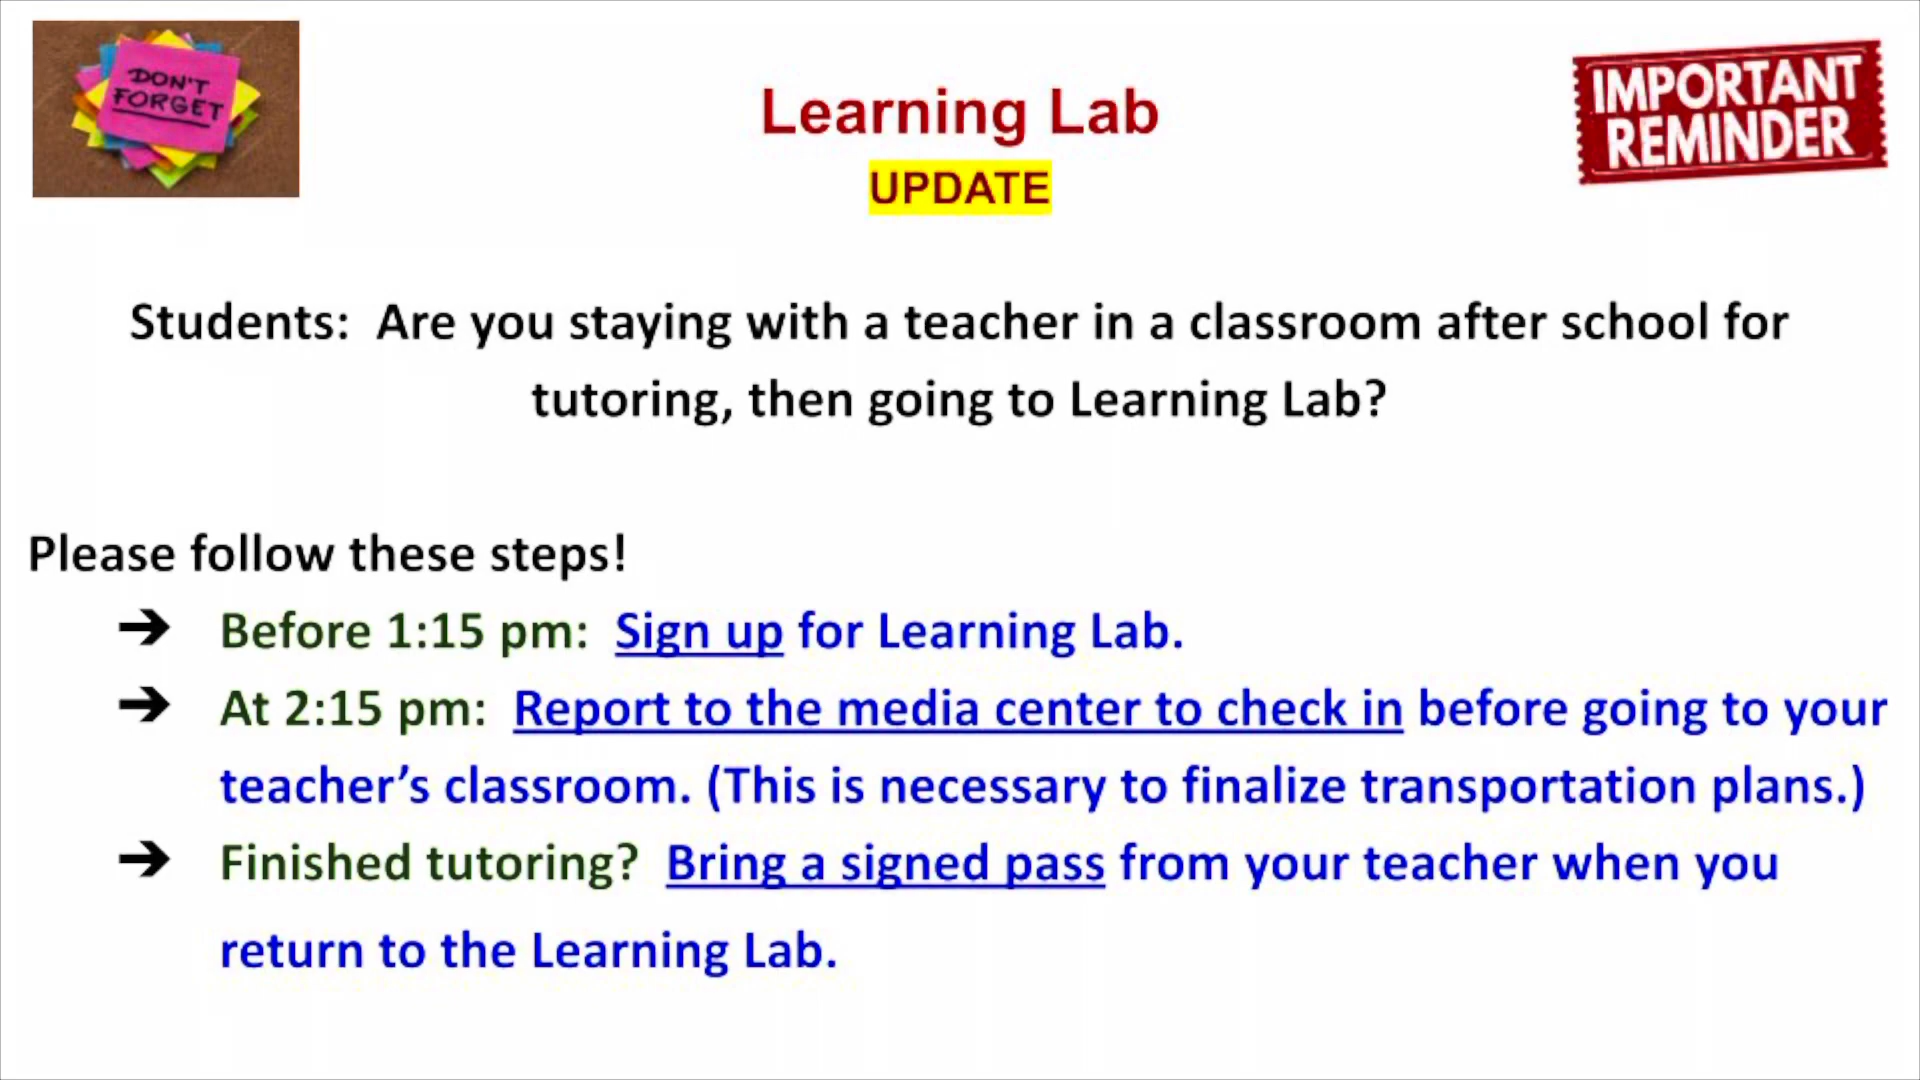 DON'T
FORGET
Learning Lab
UPDATE
IMPORTANT
REMINDER
Students:  Are you staying with a teacher in a classroom after school for
tutoring, then going to Learning Lab?
Please follow these steps!
➔ Before 1:15 pm:  Sign up for Learning Lab.
➔ At 2:15 pm:  Report to the media center to check in before going to your
teacher’s classroom. (This is necessary to finalize transportation plans.)
➔ Finished tutoring?  Bring a signed pass from your teacher when you
return to the Learning Lab.